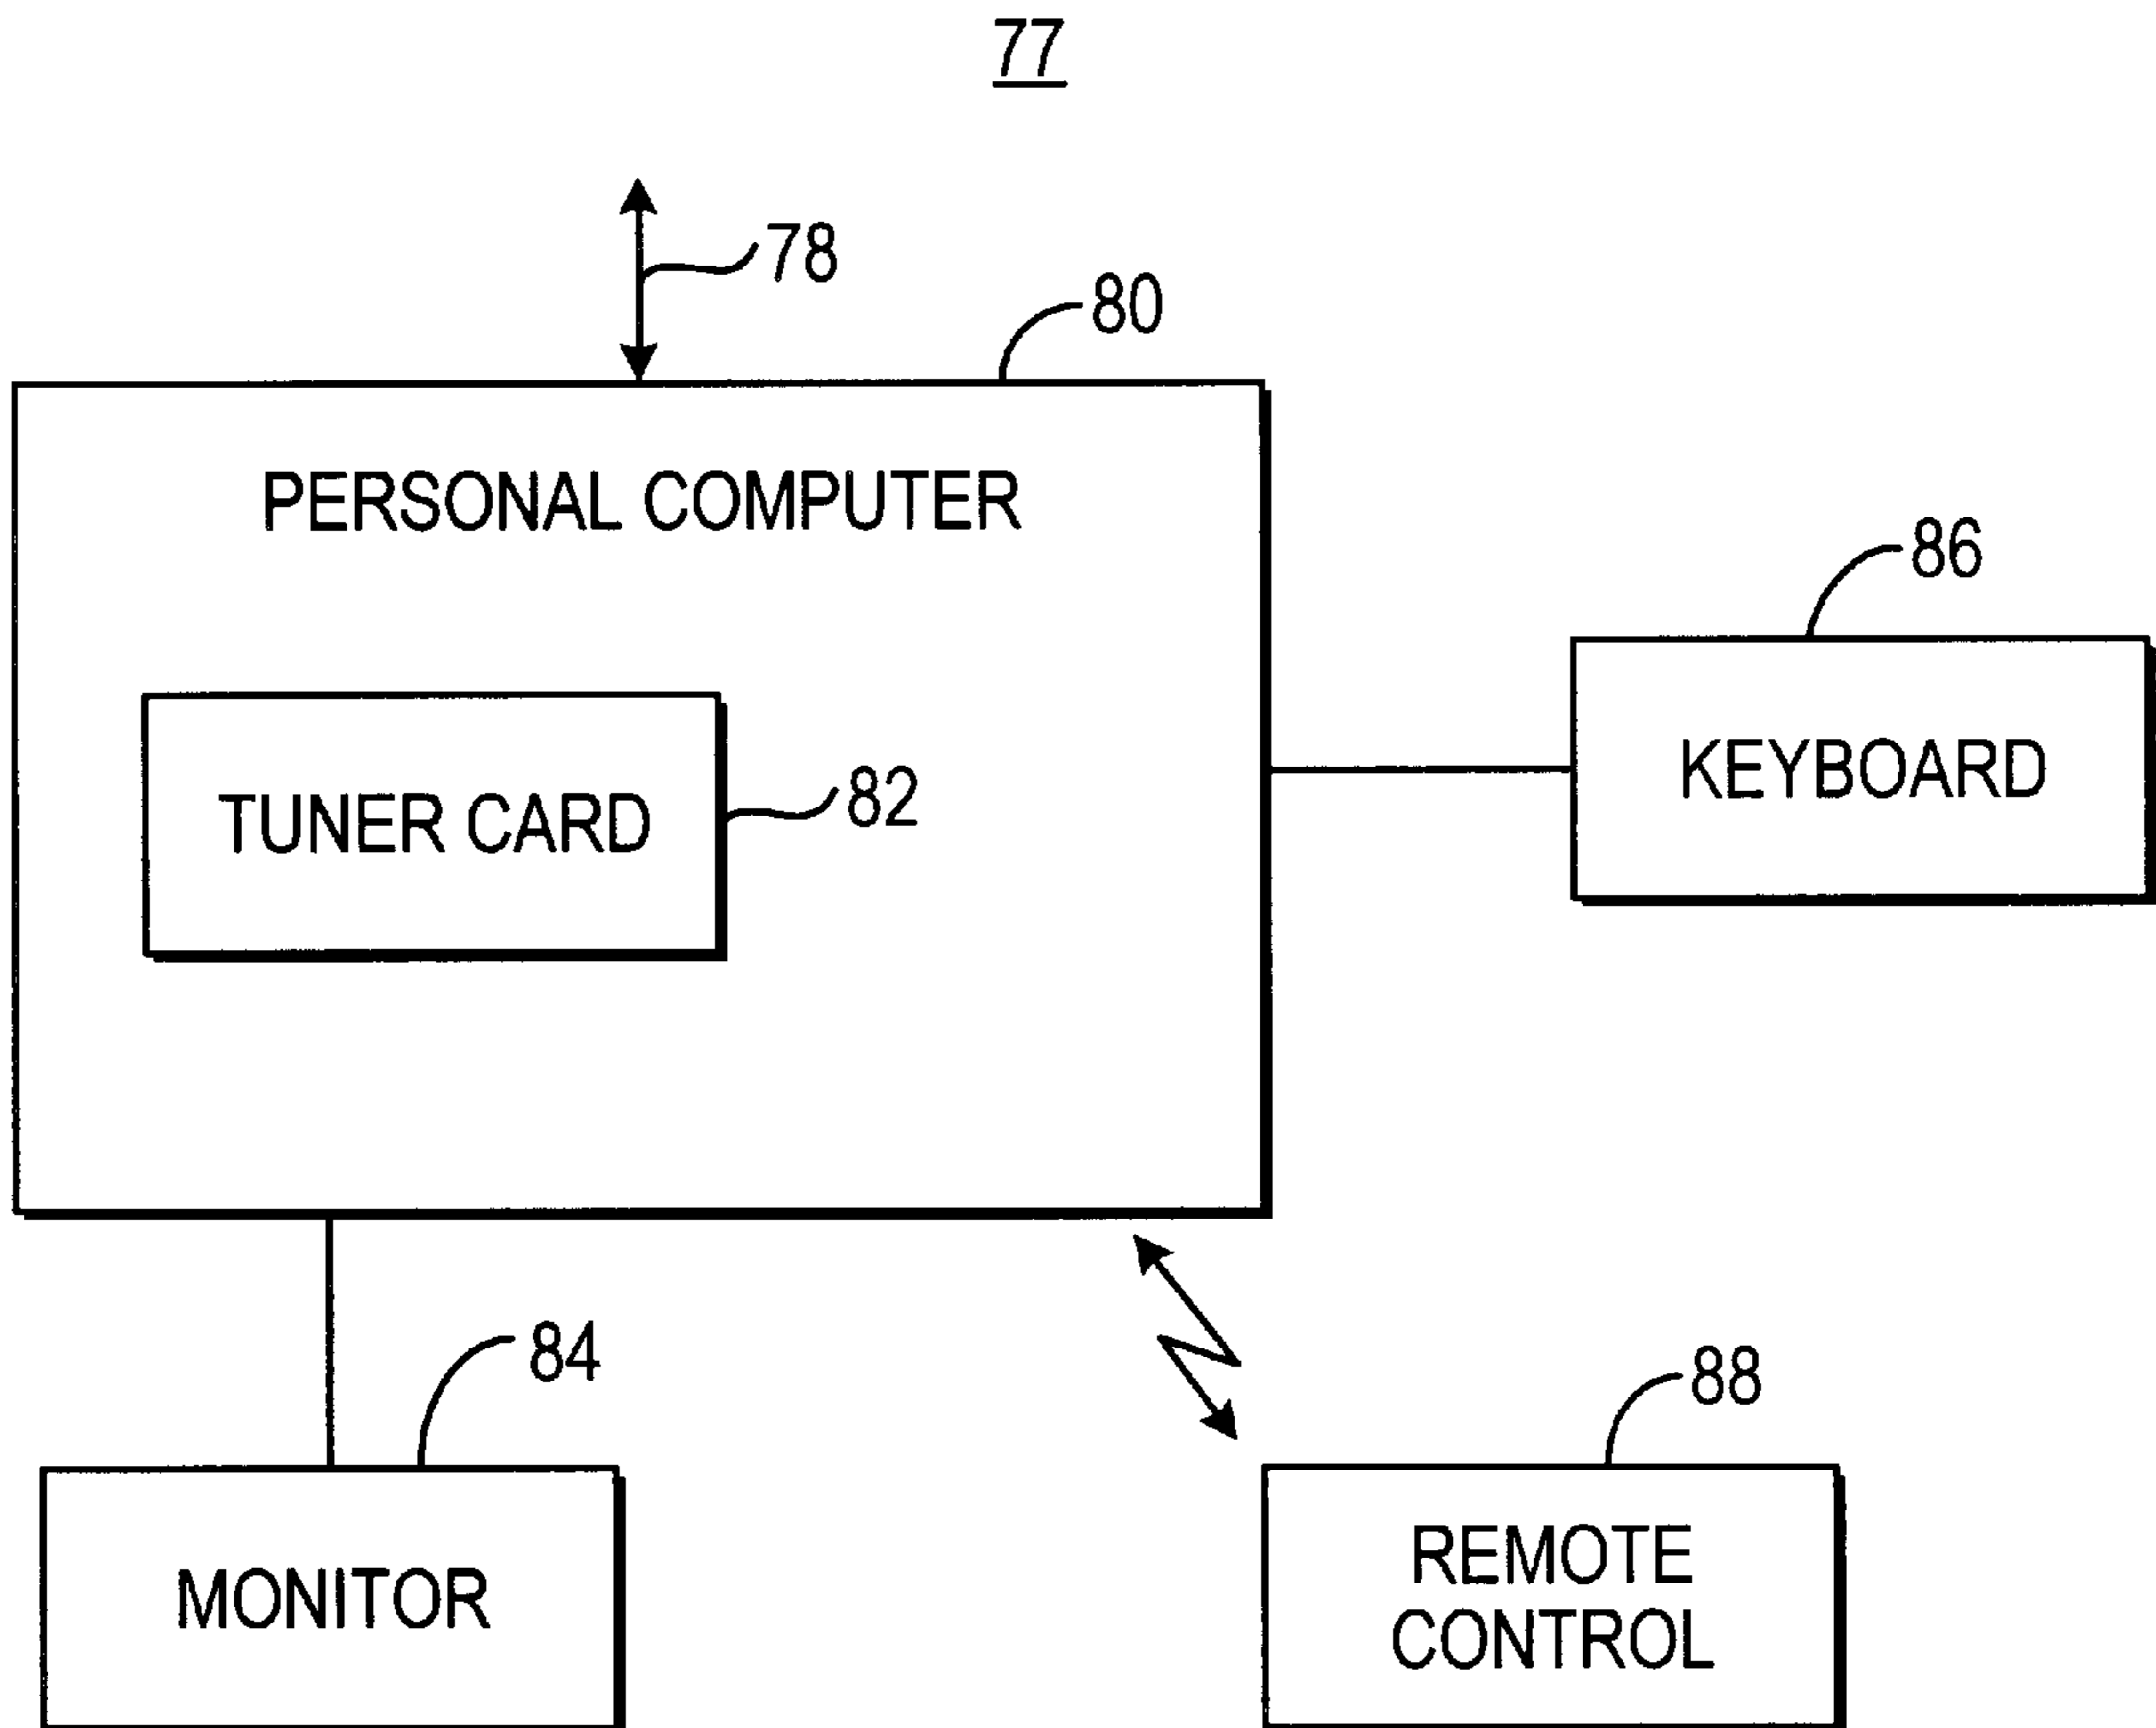 77
78
80
PERSONAL COMPUTER
86
KEYBOARD
TUNER CARD
82
84
88
MONITOR
REMOTE
CONTROL